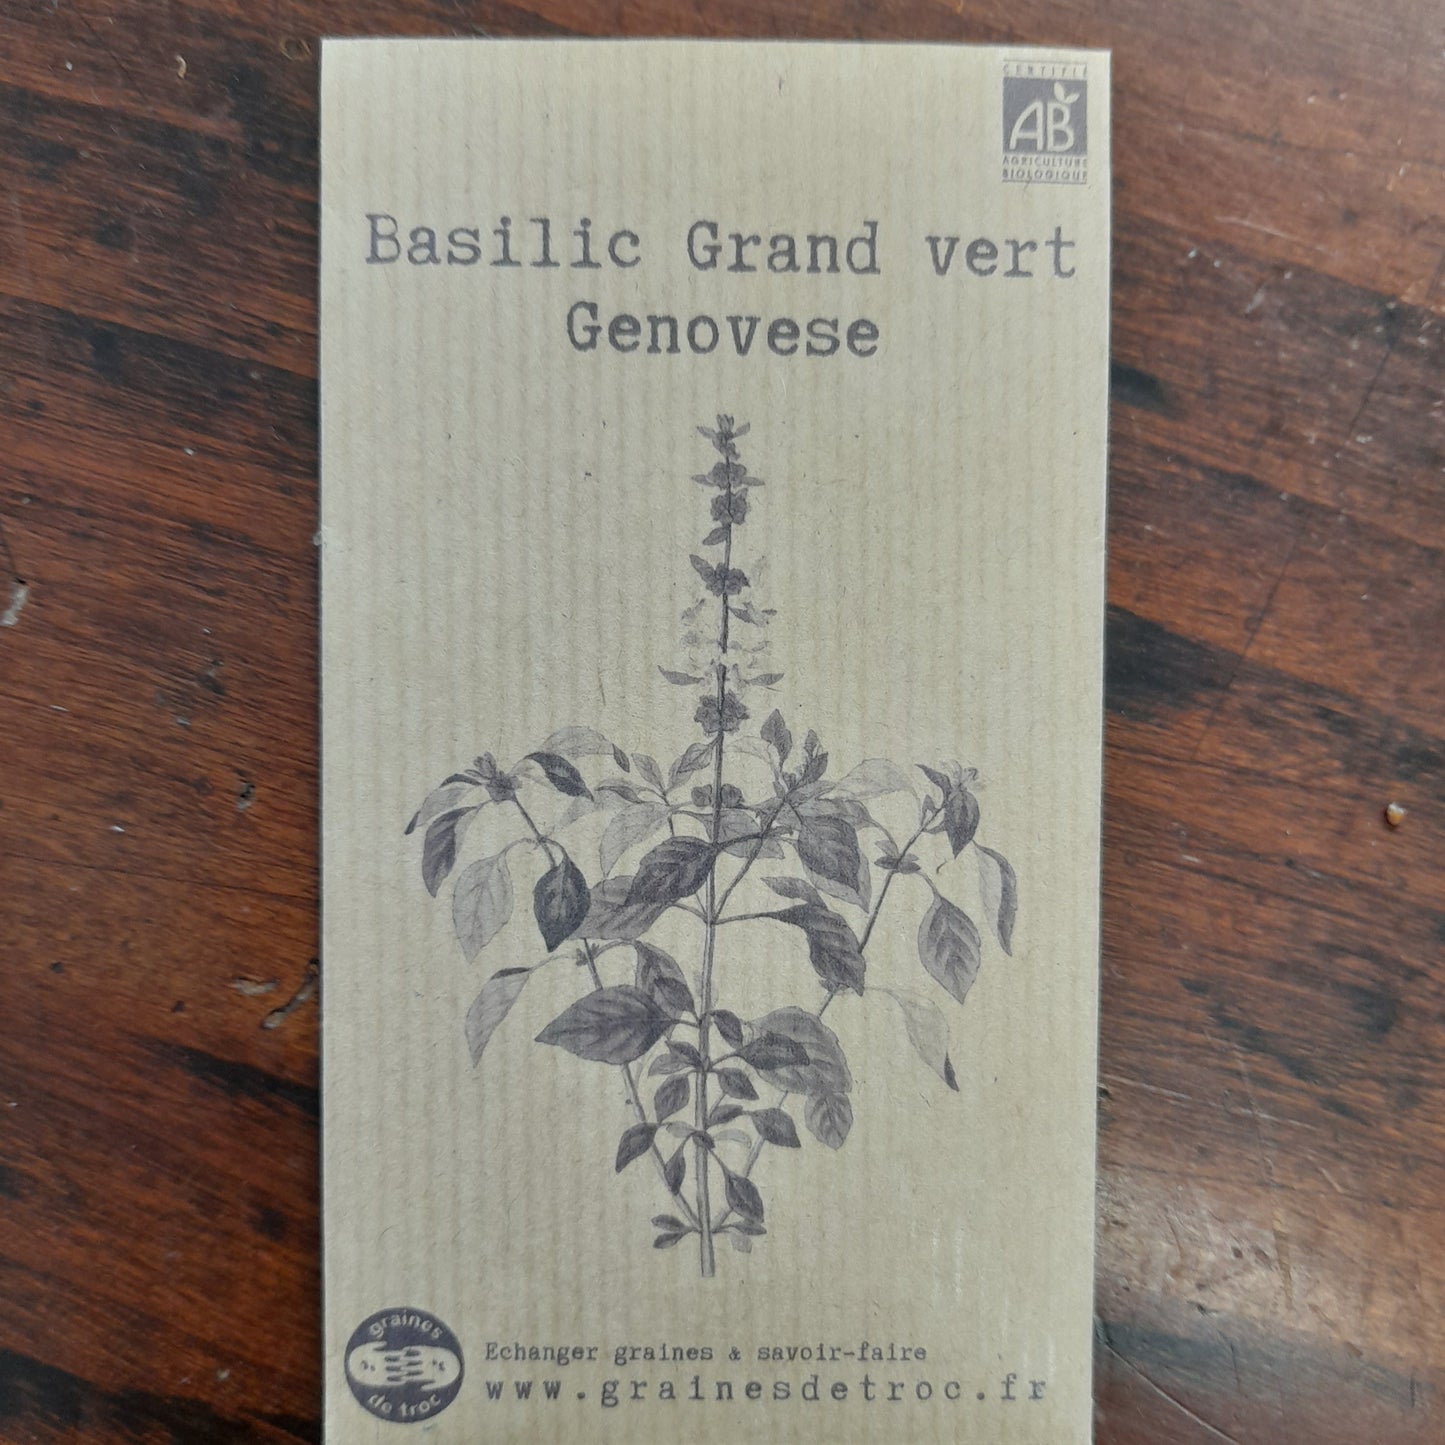 CERTIFIÉ
AB
AGRICULTURE
BIOLOGIQUE
Basilic Grand vert
Genovese
graines
de troc
Echanger graines & savoir-faire
www.grainesdetroc.fr